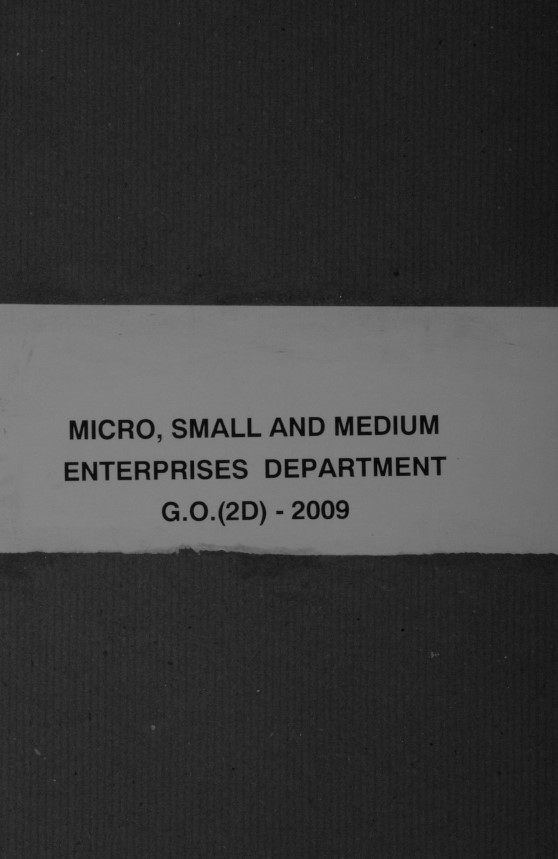 MICRO, SMALL AND MEDIUM
ENTERPRISES DEPARTMENT
G.O.(2D) - 2009